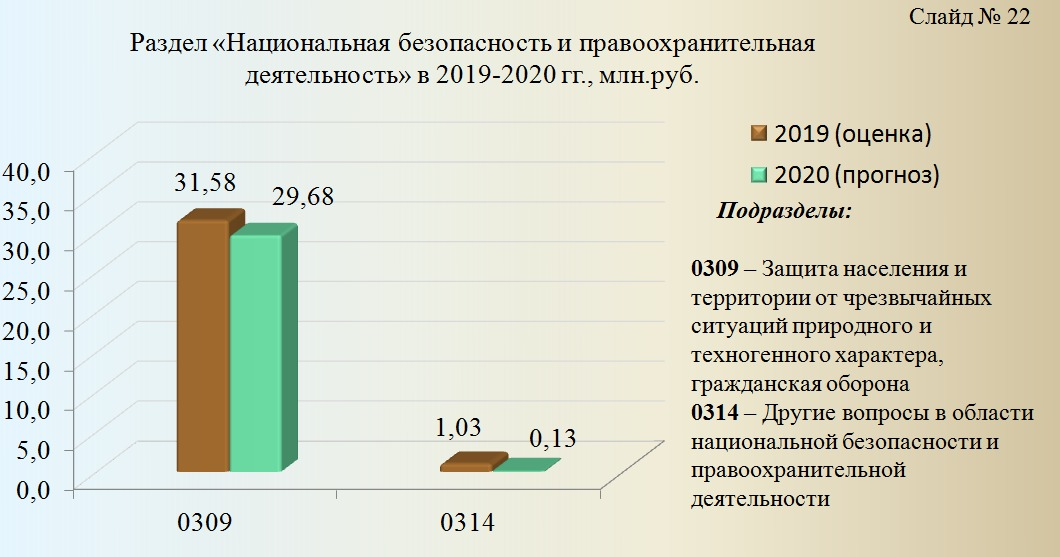 Слайд № 22
Раздел «Национальная безопасность и правоохранительная
деятельность» в 2019-2020 гг., млн.руб.
2019 (оценка)
2020 (прогноз)
Подразделы:
0309 – Защита населения и
территории от чрезвычайных
ситуаций природного и
техногенного характера,
гражданская оборона
0314 – Другие вопросы в области
национальной безопасности и
правоохранительной
деятельности
40,0
35,0
30,0
25,0
20,0
15,0
10,0
5,0
0,0
31,58
29,68
1,03
0,13
0309
0314